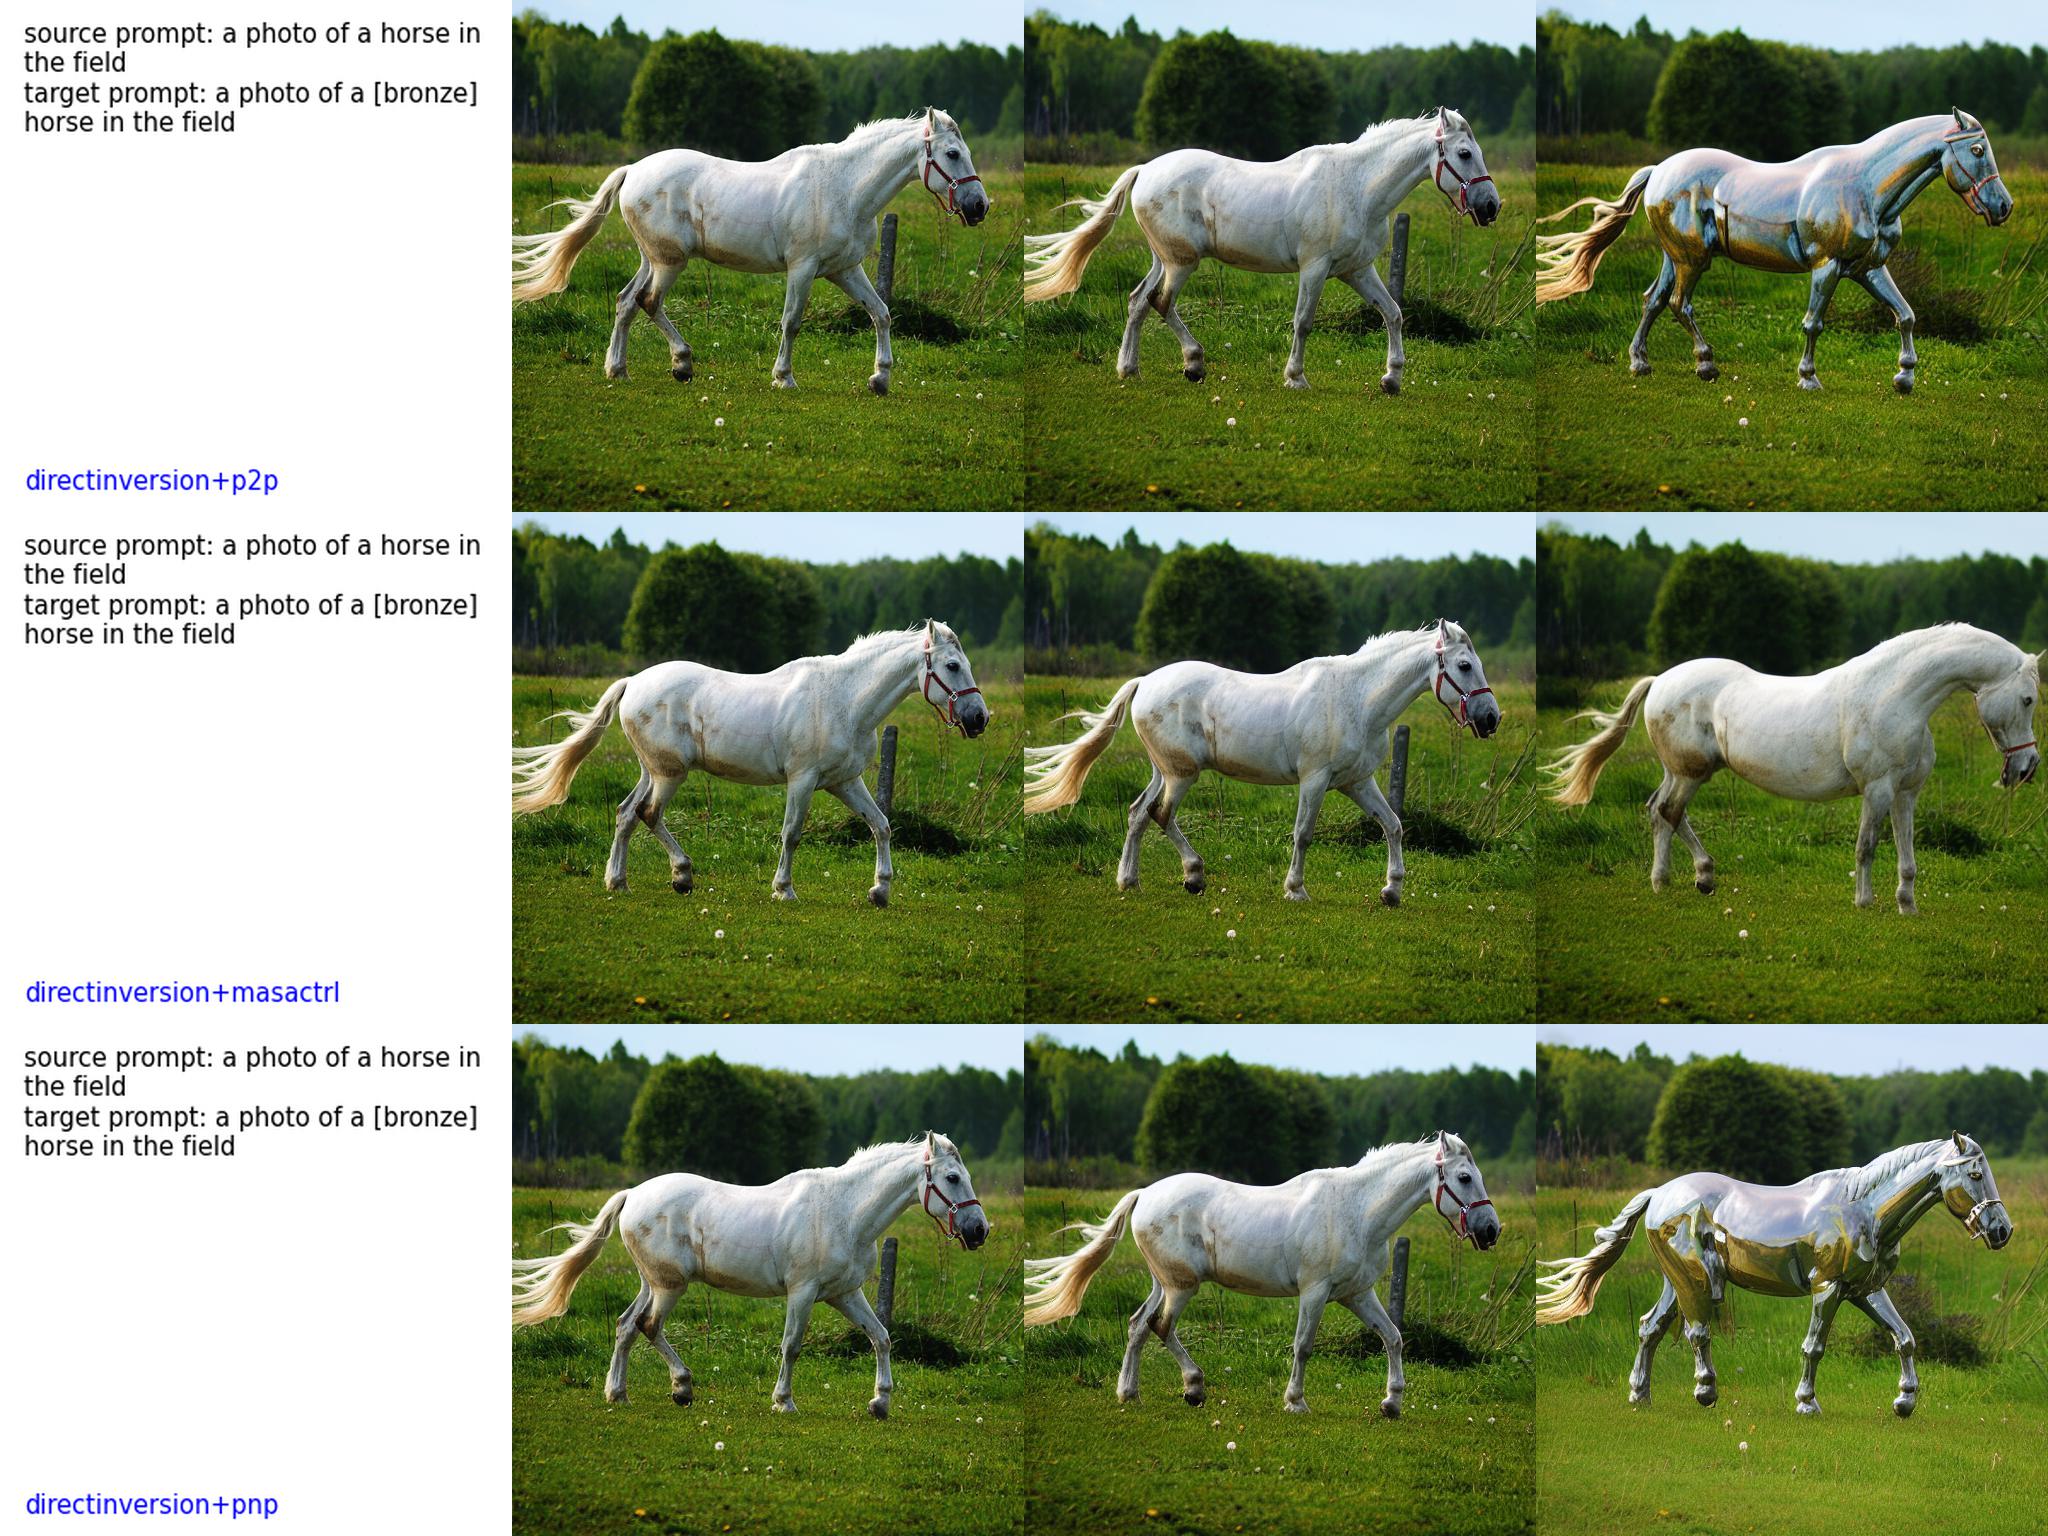 source prompt: a photo of a horse in
the field
target prompt: a photo of a [bronze]
horse in the field
directinversion+p2p
source prompt: a photo of a horse in
the field
target prompt: a photo of a [bronze]
horse in the field
directinversion+masactrl
source prompt: a photo of a horse in
the field
target prompt: a photo of a [bronze]
horse in the field
directinversion+pnp